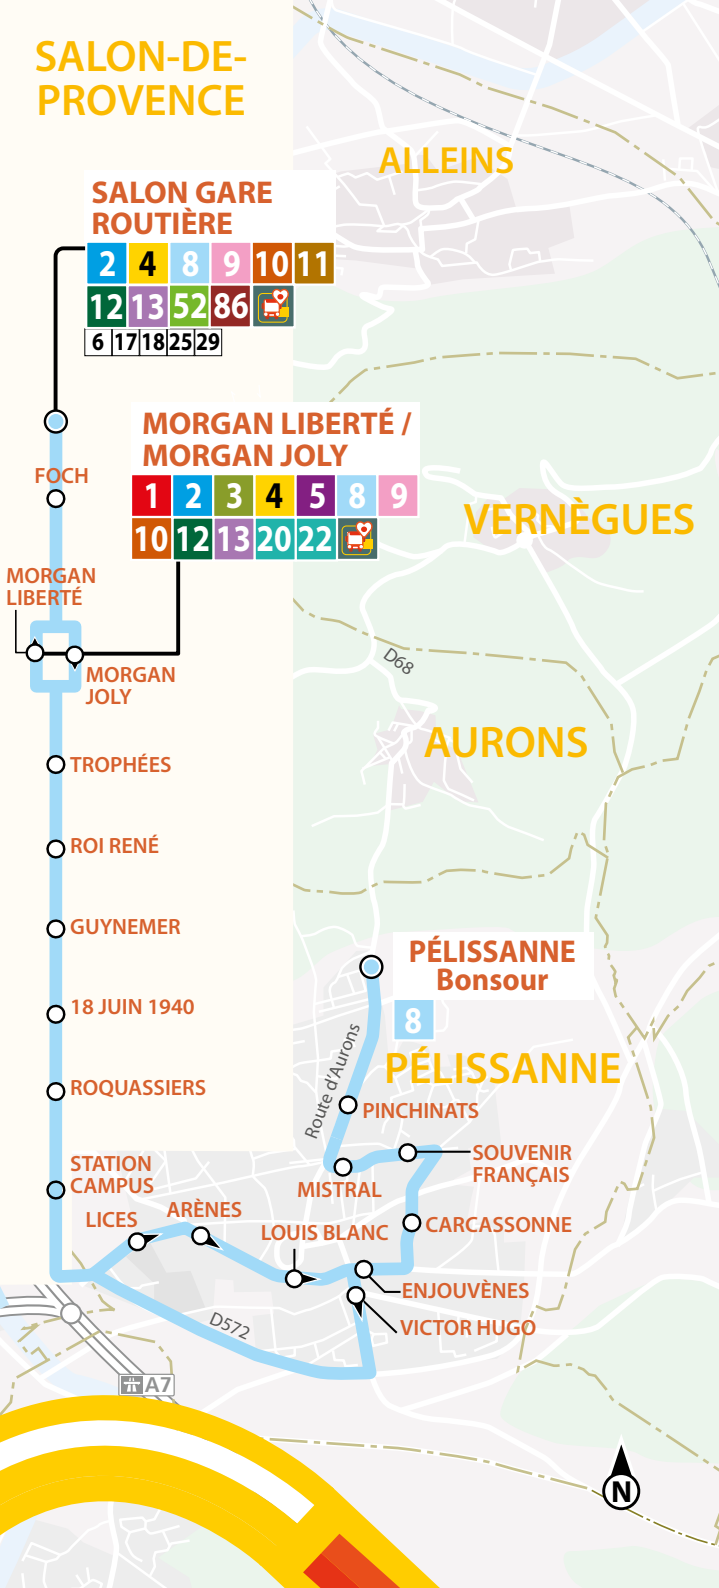 SALON-DE-
PROVENCE
ALLEINS
SALON GARE
ROUTIÈRE
2 4 8 9 10 11
12 13 52 86
6 17 18 25 29
MORGAN LIBERTÉ /
MORGAN JOLY
1 2 3 4 5 8 9
10 12 13 20 22
FOCH
VERNÈGUES
MORGAN
LIBERTÉ
MORGAN
JOLY
D68
AURONS
TROPHÉES
ROI RENÉ
GUYNEMER
18 JUIN 1940
ROQUASSIERS
STATION
CAMPUS
PÉLISSANNE
Bonsour
8
PÉLISSANNE
Route d'Aurons
PINCHINATS
SOUVENIR
FRANÇAIS
MISTRAL
LICES
ARÈNES
LOUIS BLANC
CARCASSONNE
ENJOUVÈNES
VICTOR HUGO
D572
A7
N